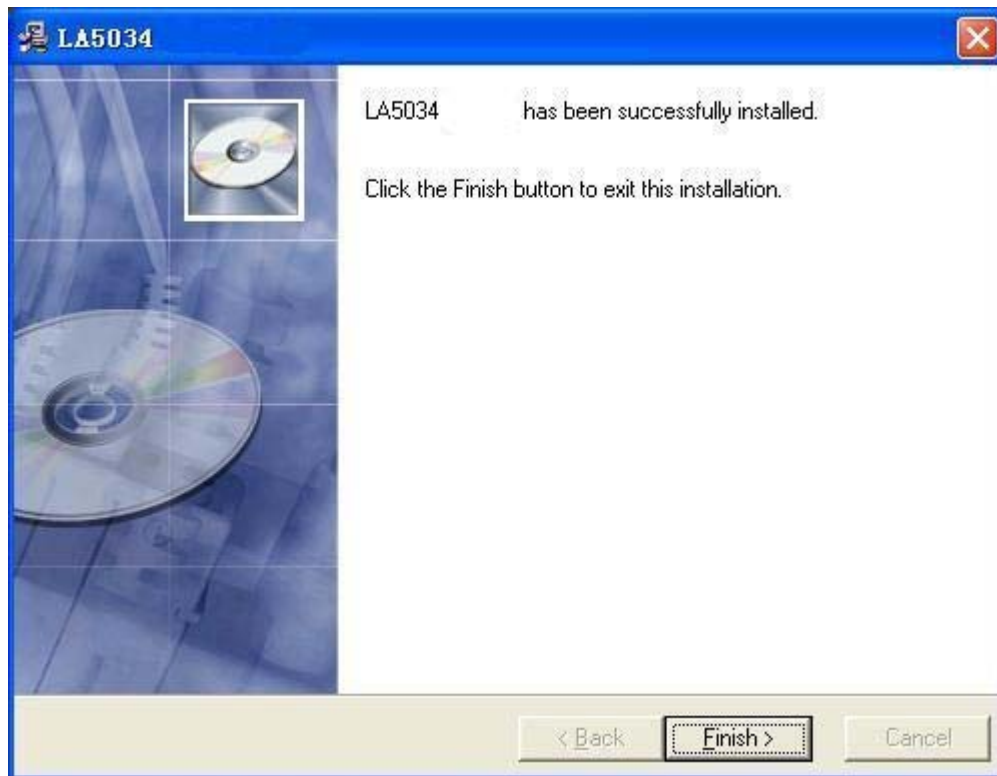 LA5034
LA5034 has been successfully installed.
Click the Finish button to exit this installation.
< Back Finish > Cancel